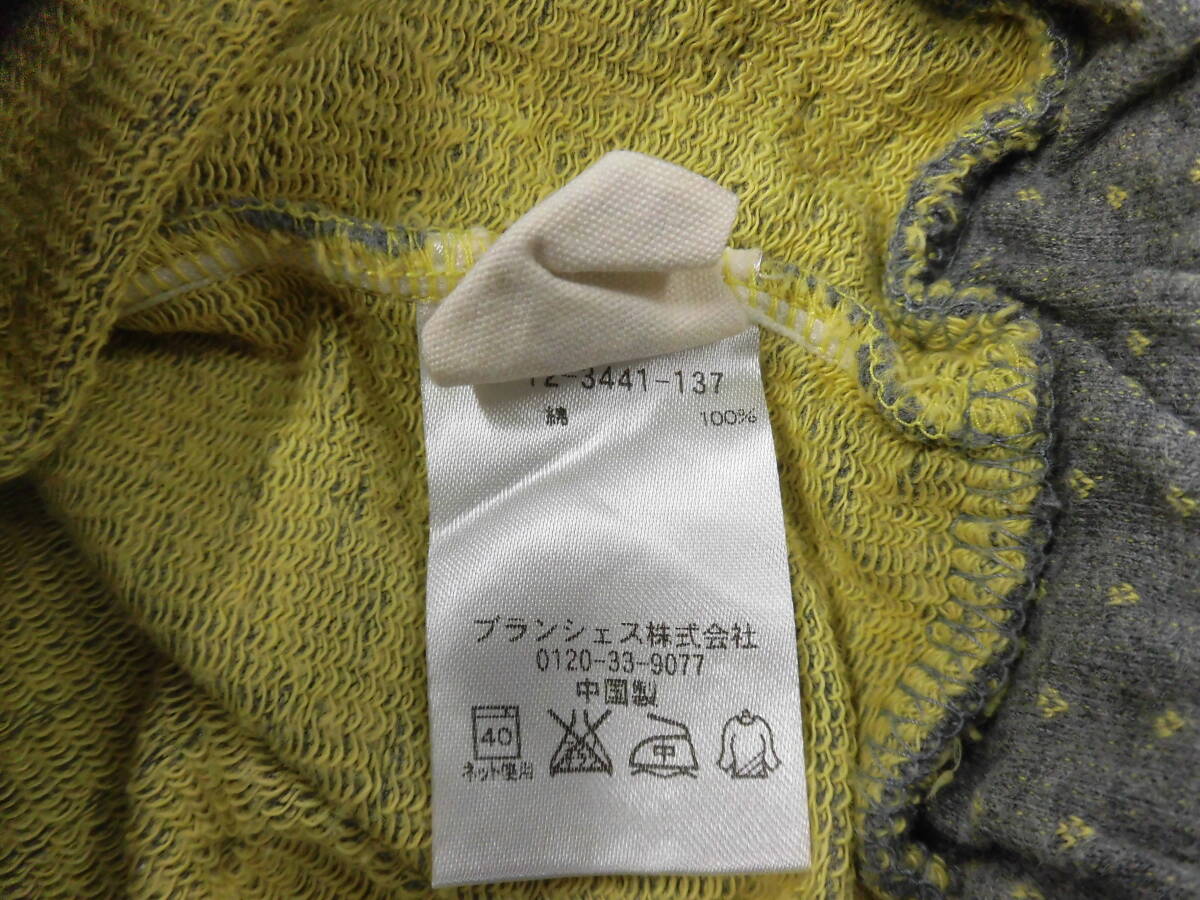 12-3441-137
綿 100%
ブランシェス株式会社
0120-33-9077
中国製
40 中
ネット使用